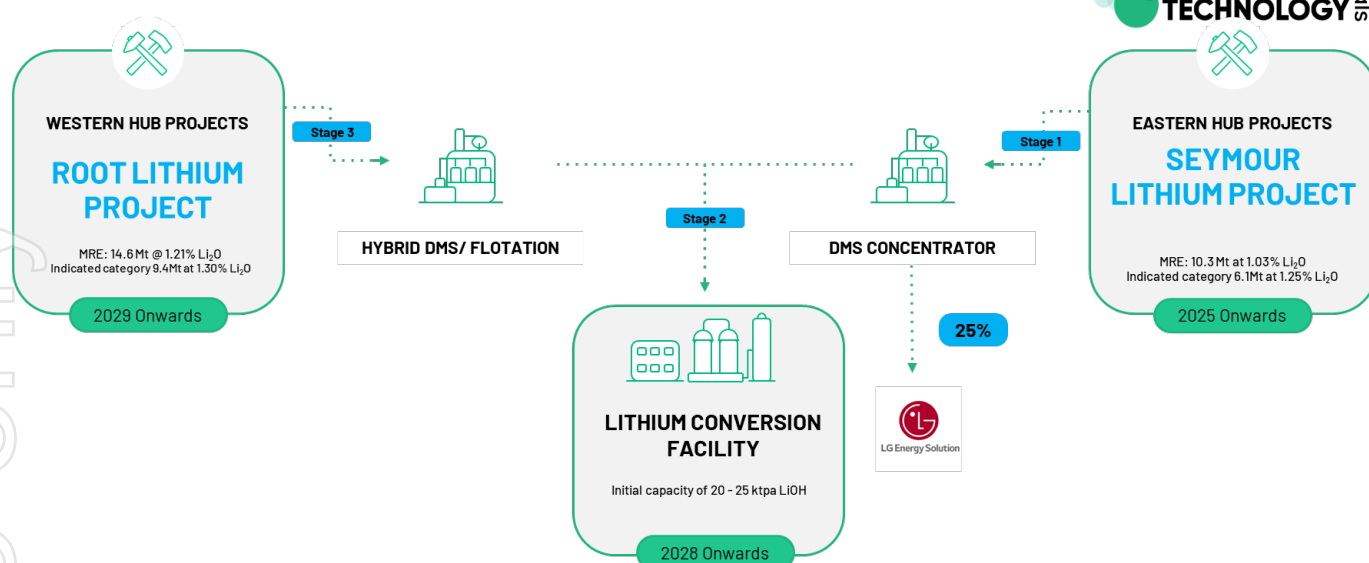 TECHNOLOGY
WESTERN HUB PROJECTS
ROOT LITHIUM
PROJECT
MRE: 14.6 Mt @ 1.21% Li₂O
Indicated category 9.4Mt at 1.30% Li₂O
2029 Onwards
Stage 3
HYBRID DMS/ FLOTATION
Stage 2
LITHIUM CONVERSION
FACILITY
Initial capacity of 20 - 25 ktpa LiOH
2028 Onwards
Stage 1
DMS CONCENTRATOR
25%
LG Energy Solution
EASTERN HUB PROJECTS
SEYMOUR
LITHIUM PROJECT
MRE: 10.3 Mt at 1.03% Li₂O
Indicated category 6.1Mt at 1.25% Li₂O
2025 Onwards